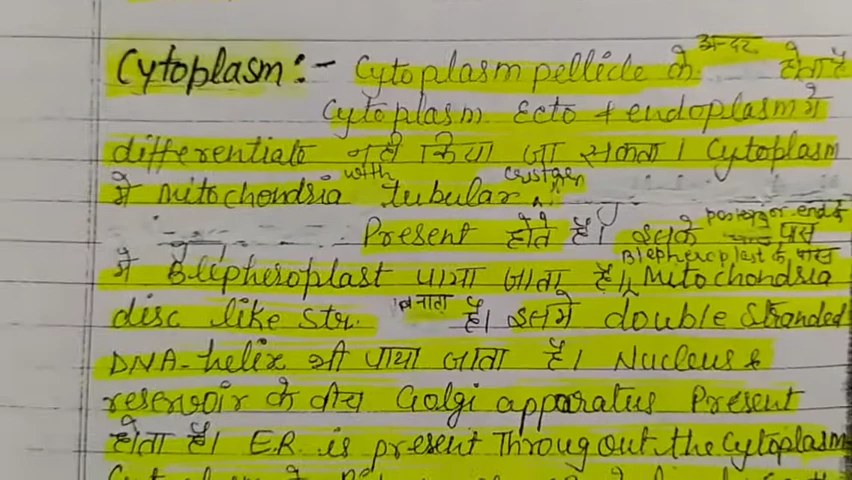 Cytoplasm :- Cytoplasm pellicle के अन्दर होता है
Cytoplasm Ecto & endoplasm में
differentiate नही किया जा सकता। Cytoplasm
में mitochondria with tubular
Present होते है। इसके posterior end के पास
में Blepheroplast पाया जाता है। Blepheroplast के पास Mitochondria
disc like str. बनाता है। इसमे double stranded
DNA-helix भी पाया जाता है। Nucleus &
reservoir के बीच Golgi apparatus Present
होता है। E.R. is present Throug out the cytoplasm